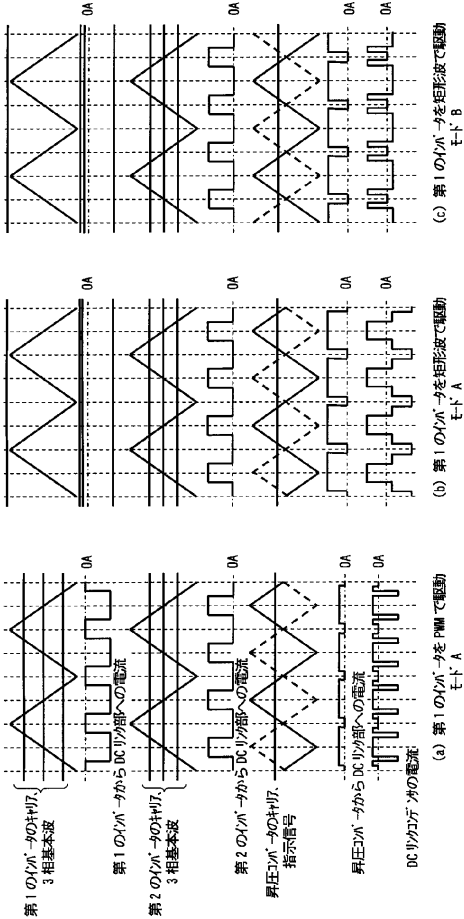 第1のインバータのキャリア、
3相基本波
0A
第1のインバータからDCリンク部への電流
第2のインバータのキャリア、
3相基本波
0A
第2のインバータからDCリンク部への電流
昇圧コンバータのキャリア、
指示信号
0A
昇圧コンバータからDCリンク部への電流
0A
DCリンクコンデンサの電流
(a) 第1のインバータをPWMで駆動
モードA
0A
0A
0A
0A
(b) 第1のインバータを矩形波で駆動
モードA
0A
0A
0A
0A
(c) 第1のインバータを矩形波で駆動
モードB